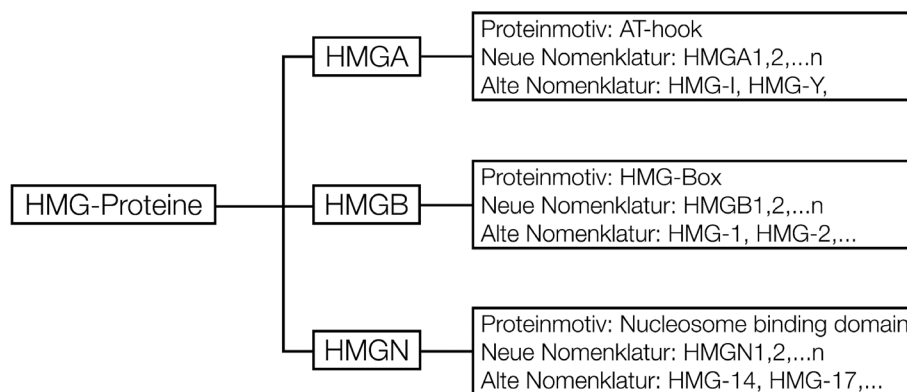 HMG-Proteine
HMGA
Proteinmotiv: AT-hook
Neue Nomenklatur: HMGA1,2,...n
Alte Nomenklatur: HMG-I, HMG-Y,
HMGB
Proteinmotiv: HMG-Box
Neue Nomenklatur: HMGB1,2,...n
Alte Nomenklatur: HMG-1, HMG-2,...
HMGN
Proteinmotiv: Nucleosome binding domain
Neue Nomenklatur: HMGN1,2,...n
Alte Nomenklatur: HMG-14, HMG-17,...